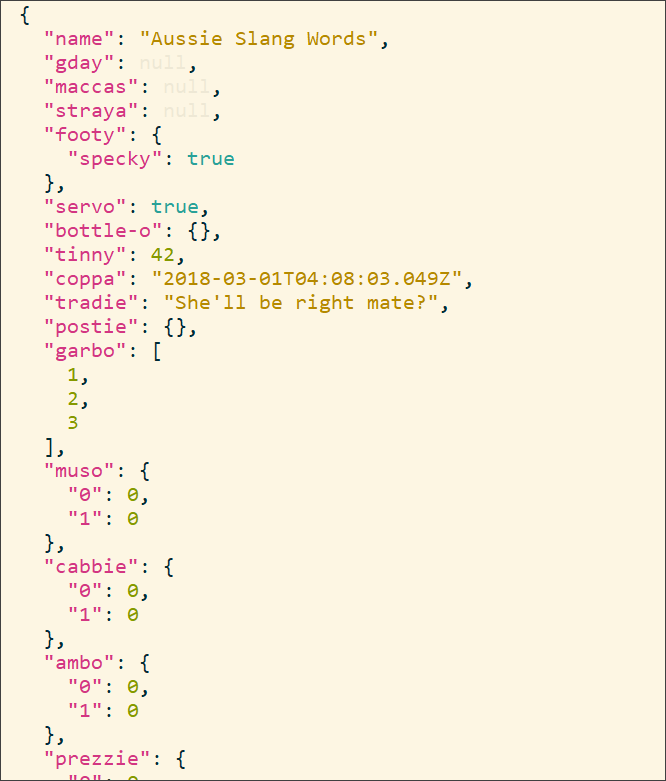 {
"name": "Aussie Slang Words",
"gday": null,
"maccas": null,
"straya": null,
"footy": {
"specky": true
},
"servo": true,
"bottle-o": {},
"tinny": 42,
"coppa": "2018-03-01T04:08:03.049Z",
"tradie": "She'll be right mate?",
"postie": {},
"garbo": [
1,
2,
3
],
"muso": {
"0": 0,
"1": 0
},
"cabbie": {
"0": 0,
"1": 0
},
"ambo": {
"0": 0,
"1": 0
},
"prezzie": {